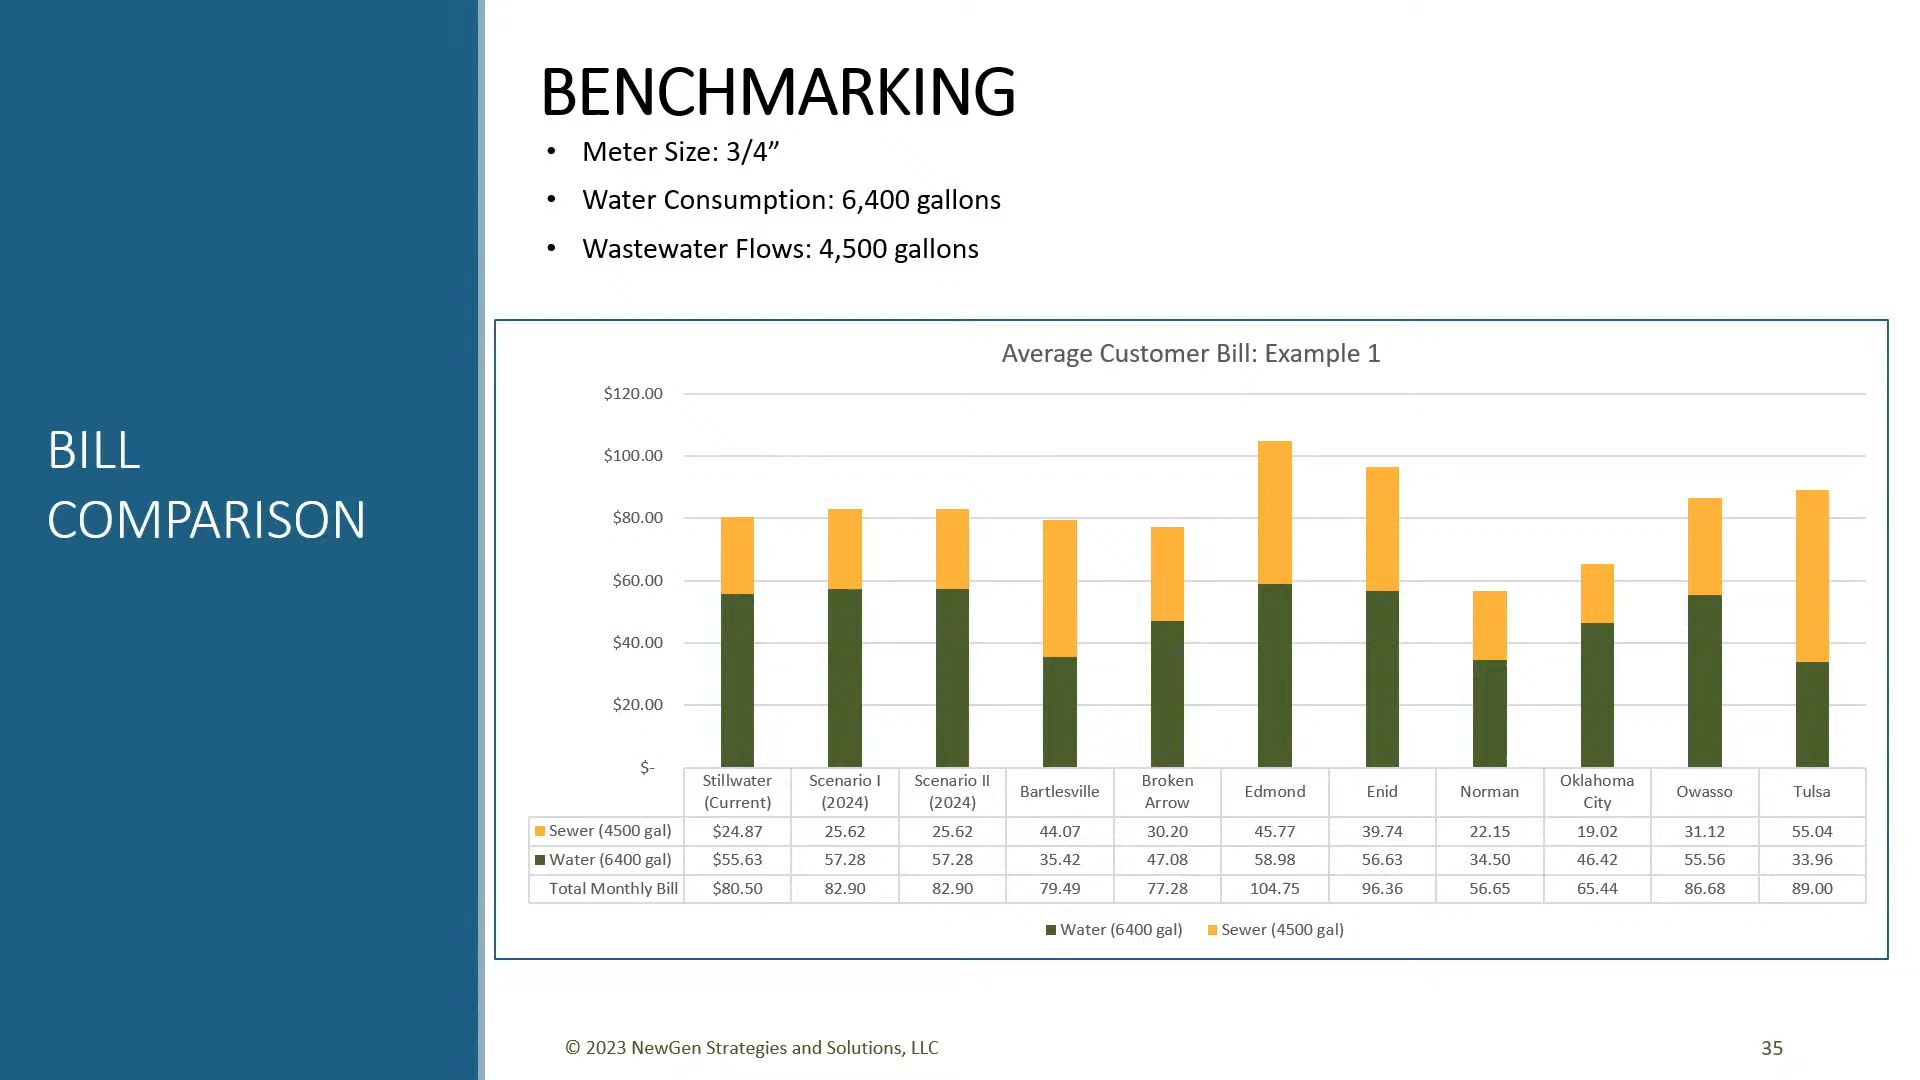 BILL
COMPARISON
BENCHMARKING
• Meter Size: 3/4”
• Water Consumption: 6,400 gallons
• Wastewater Flows: 4,500 gallons
Average Customer Bill: Example 1
$120.00
$100.00
$80.00
$60.00
$40.00
$20.00
$-
Stillwater (Current) Scenario I (2024) Scenario II (2024) Bartlesville Broken Arrow Edmond Enid Norman Oklahoma City Owasso Tulsa
Sewer (4500 gal) $24.87 25.62 25.62 44.07 30.20 45.77 39.74 22.15 19.02 31.12 55.04
Water (6400 gal) $55.63 57.28 57.28 35.42 47.08 58.98 56.63 34.50 46.42 55.56 33.96
Total Monthly Bill $80.50 82.90 82.90 79.49 77.28 104.75 96.36 56.65 65.44 86.68 89.00
Water (6400 gal) Sewer (4500 gal)
© 2023 NewGen Strategies and Solutions, LLC
35